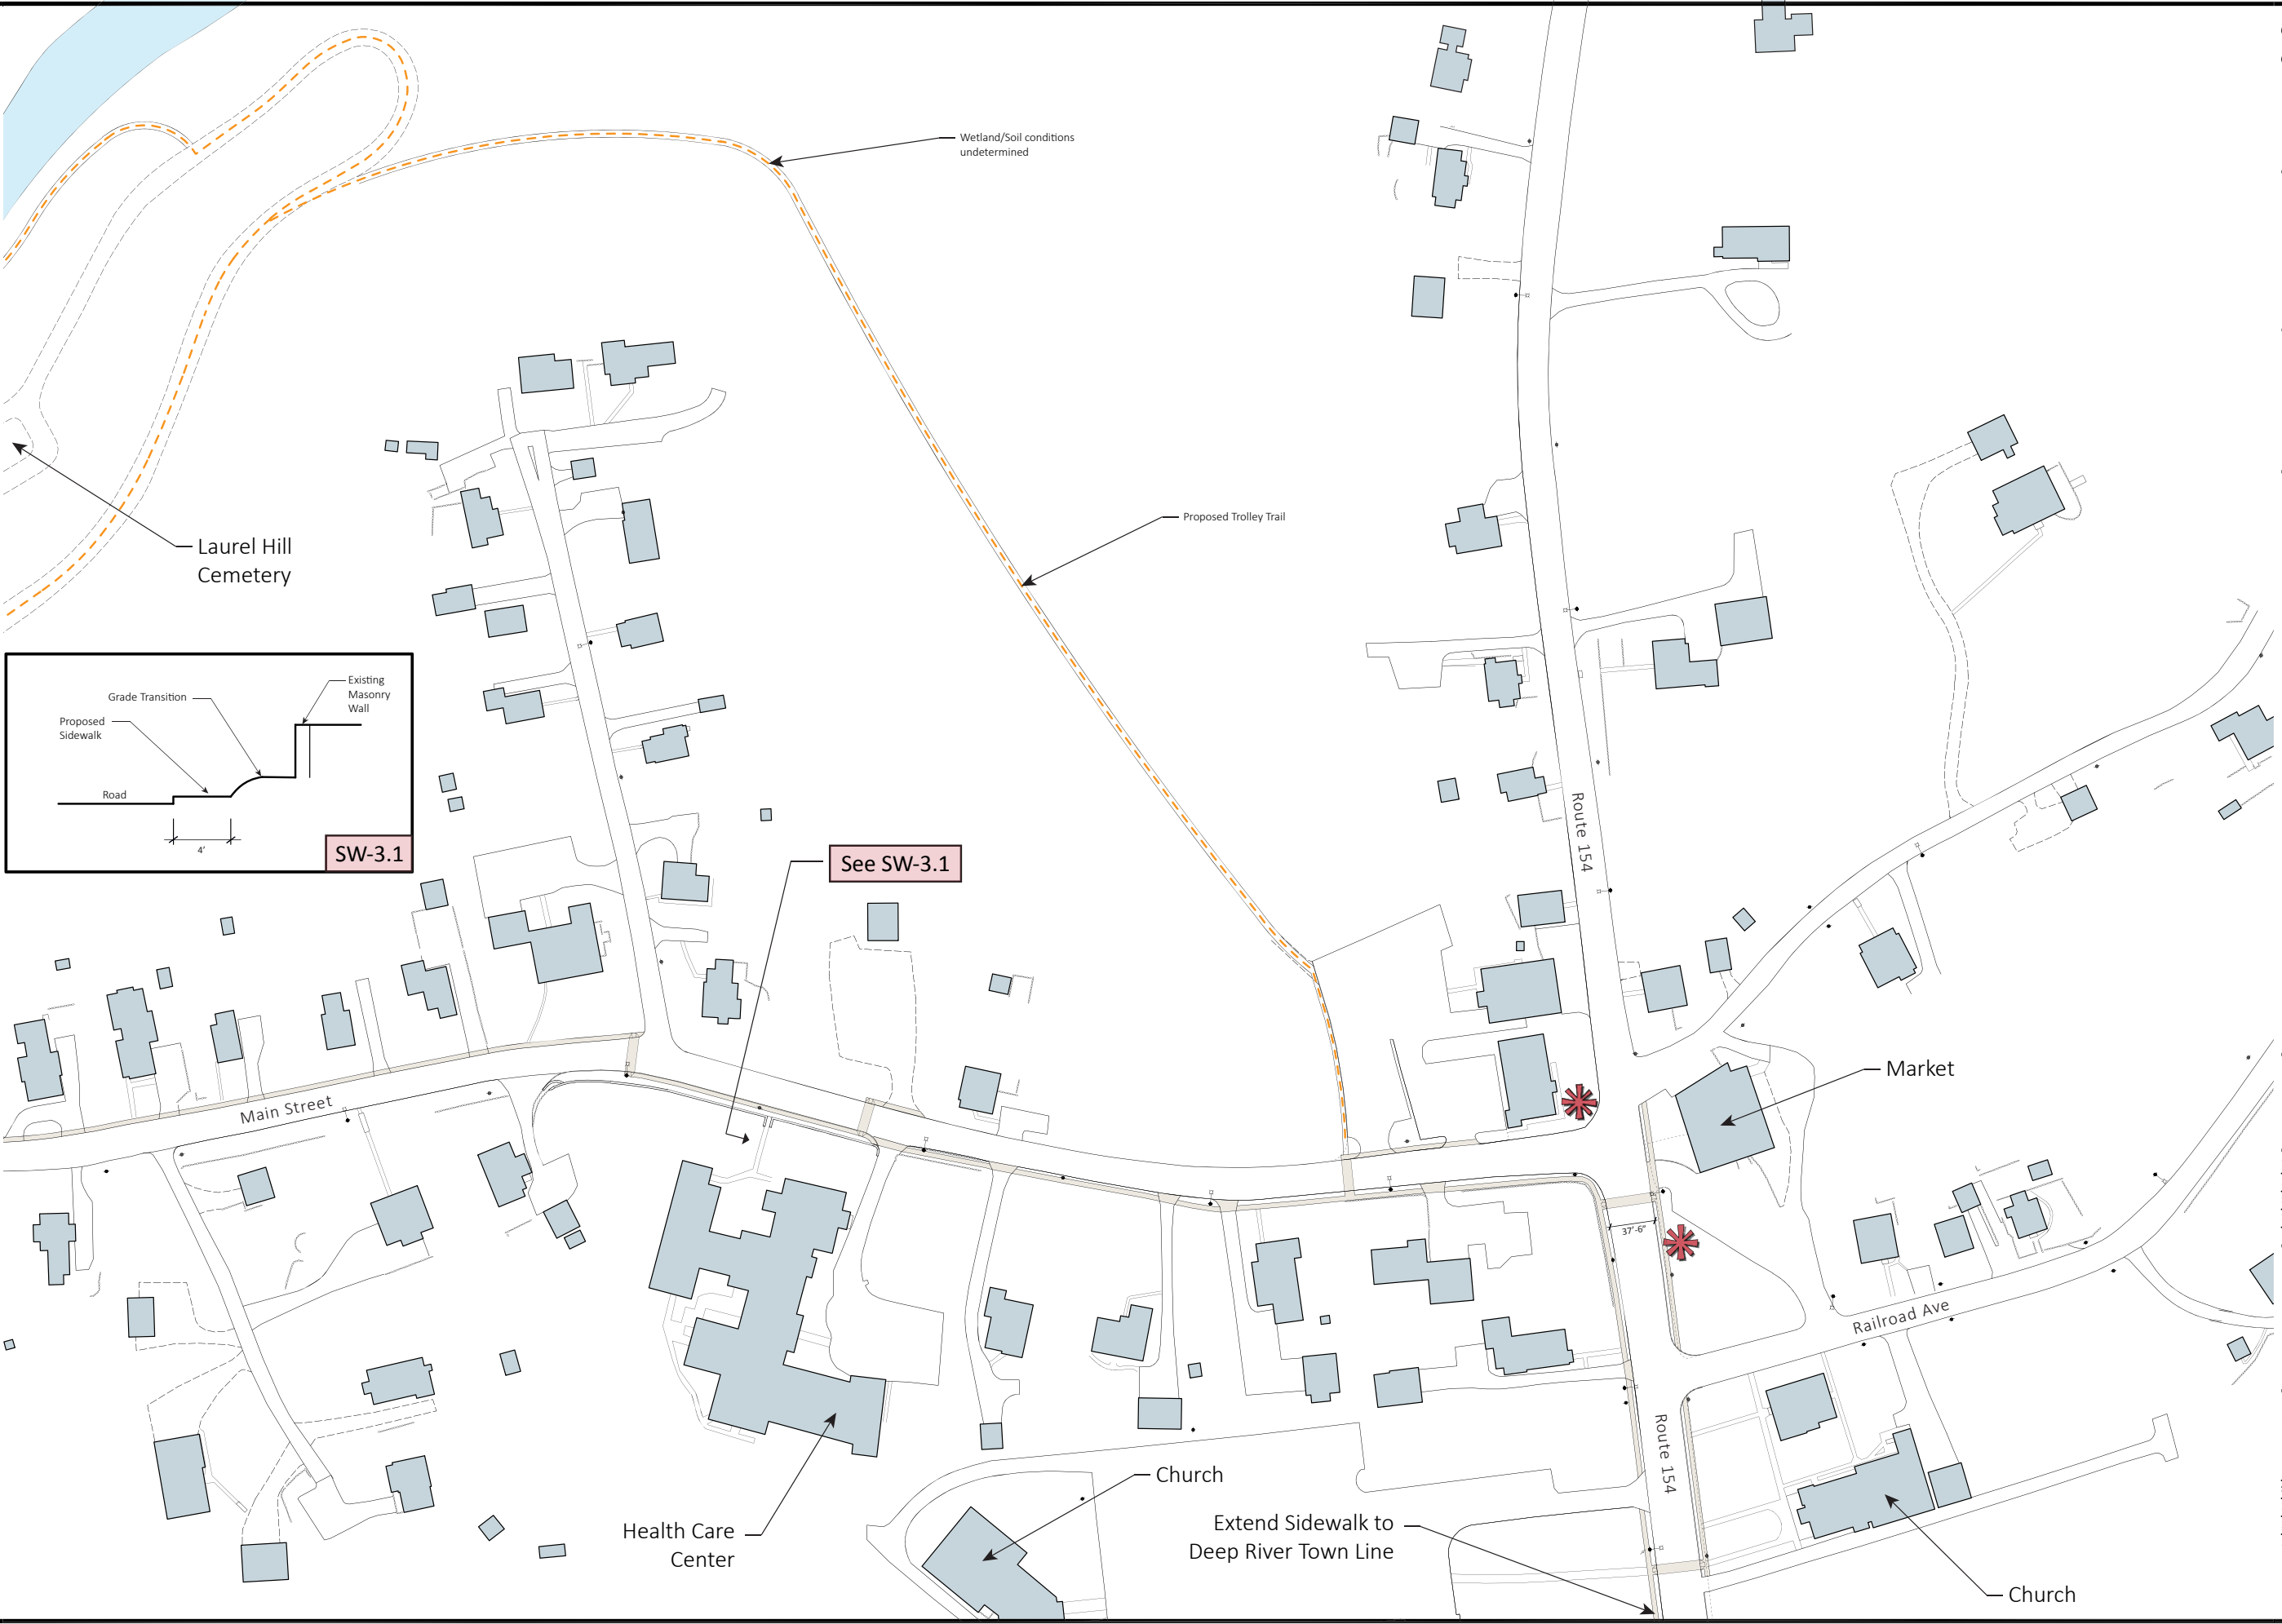 Wetland/Soil conditions
undetermined
Proposed Trolley Trail
Laurel Hill
Cemetery
Existing
Masonry
Wall
Grade Transition
Proposed
Sidewalk
Road
4'
SW-3.1
See SW-3.1
Route 154
Market
Main Street
37'-6"
Railroad Ave
Route 154
Church
Health Care
Center
Extend Sidewalk to
Deep River Town Line
Church